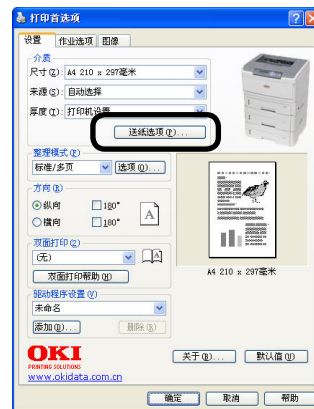 打印首选项
设置 作业选项 图像
介质
尺寸(Z): A4 210 x 297毫米
来源(S): 自动选择
厚度(T): 打印机设置
送纸选项(P)...
整理模式(F)
标准/多页 选项(O)...
方向(R)
纵向 180°
横向 180°
A
双面打印(2)
(无) A
双面打印帮助(H)
A4 210 x 297毫米
驱动程序设置(V)
未命名
添加(D)... 删除(R)
OKI
PRINTING SOLUTIONS
www.okidata.com.cn
关于(B)... 默认值(U)
确定 取消 帮助